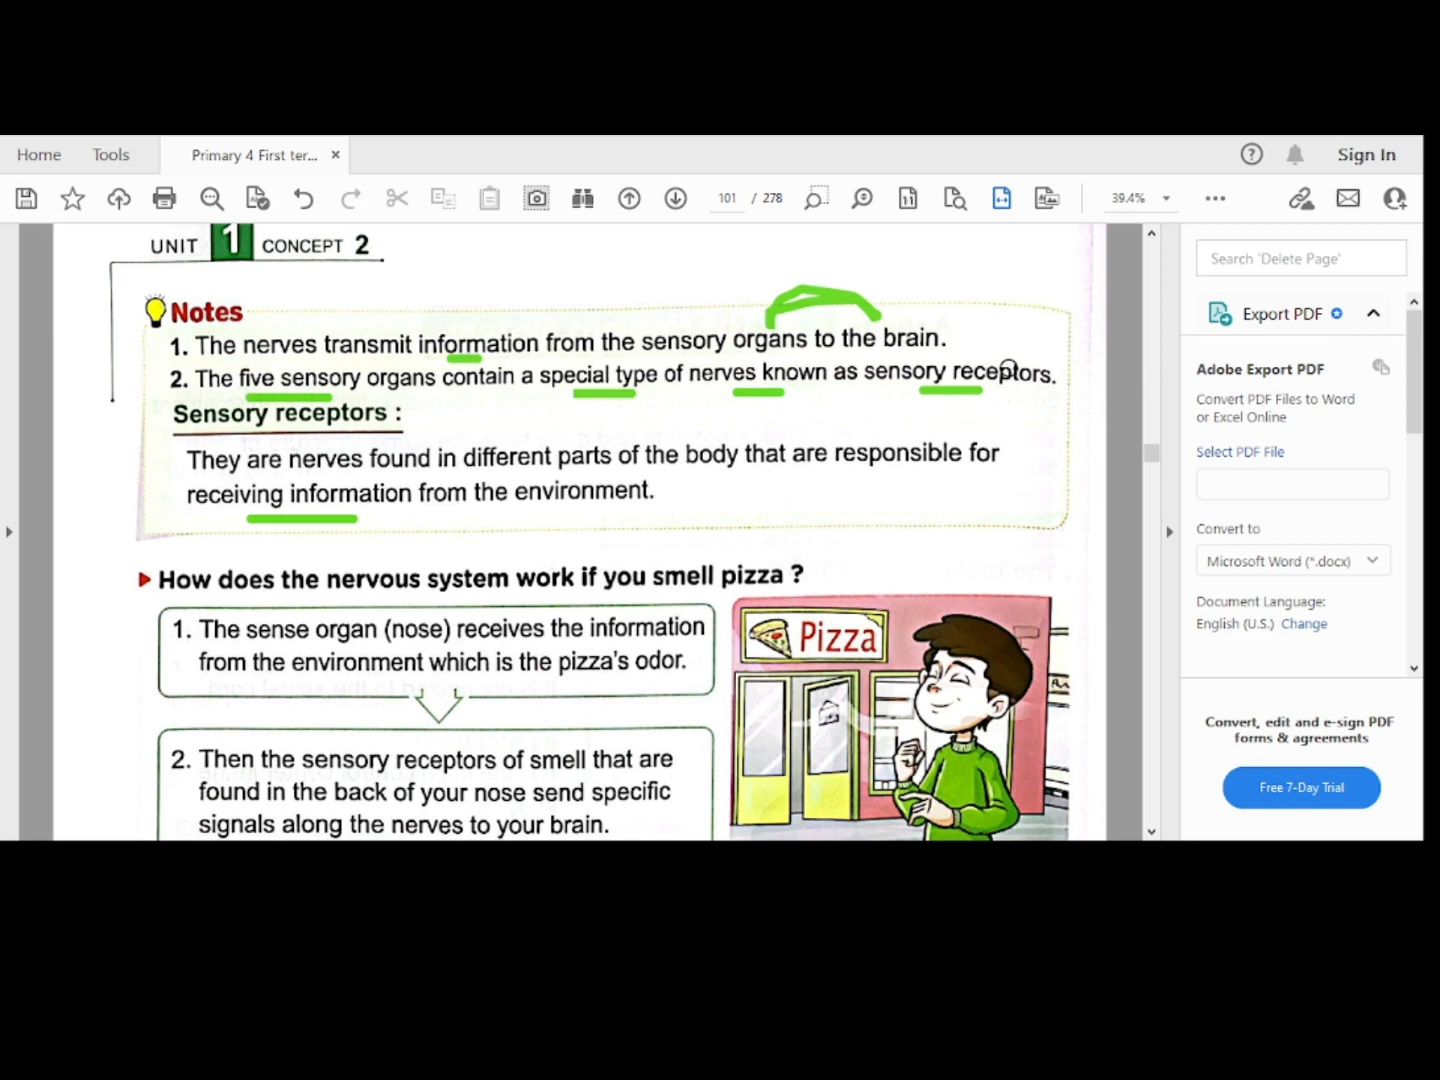 Home Tools Primary 4 First ter... × Sign In
101 / 278 39.4%
UNIT 1 CONCEPT 2
Notes
1. The nerves transmit information from the sensory organs to the brain.
2. The five sensory organs contain a special type of nerves known as sensory receptors.
Sensory receptors :
They are nerves found in different parts of the body that are responsible for
receiving information from the environment.
How does the nervous system work if you smell pizza ?
1. The sense organ (nose) receives the information
from the environment which is the pizza's odor.
2. Then the sensory receptors of smell that are
found in the back of your nose send specific
signals along the nerves to your brain.
Pizza
Search 'Delete Page'
Export PDF
Adobe Export PDF
Convert PDF Files to Word
or Excel Online
Select PDF File
Convert to
Microsoft Word (*.docx)
Document Language:
English (U.S.) Change
Convert, edit and e-sign PDF
forms & agreements
Free 7-Day Trial